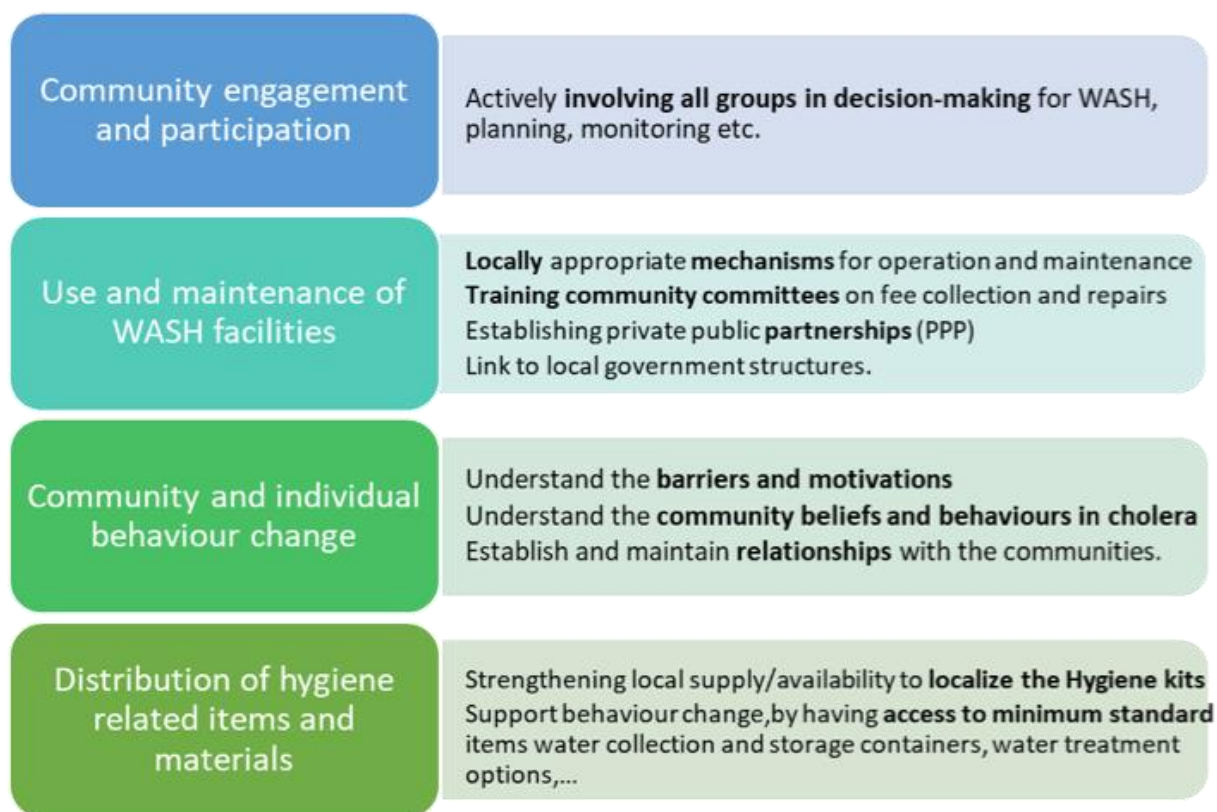 Community engagement
and participation
Actively involving all groups in decision-making for WASH,
planning, monitoring etc.
Use and maintenance of
WASH facilities
Locally appropriate mechanisms for operation and maintenance
Training community committees on fee collection and repairs
Establishing private public partnerships (PPP)
Link to local government structures.
Community and individual
behaviour change
Understand the barriers and motivations
Understand the community beliefs and behaviours in cholera
Establish and maintain relationships with the communities.
Distribution of hygiene
related items and
materials
Strengthening local supply/availability to localize the Hygiene kits
Support behaviour change,by having access to minimum standard
items water collection and storage containers, water treatment
options,...